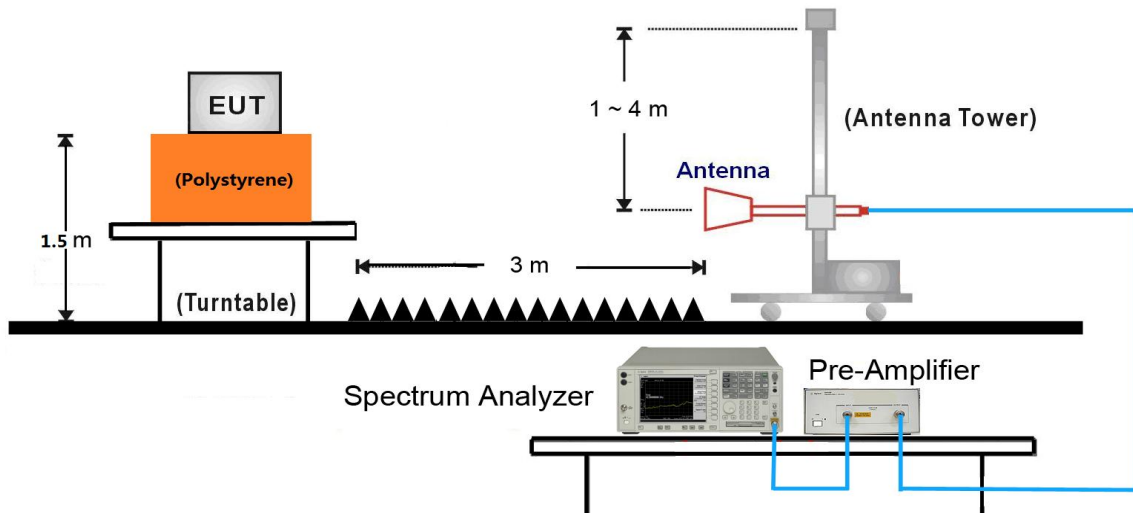 EUT
(Polystyrene)
1.5 m
(Turntable)
3 m
1 ~ 4 m
(Antenna Tower)
Antenna
Spectrum Analyzer
Pre-Amplifier